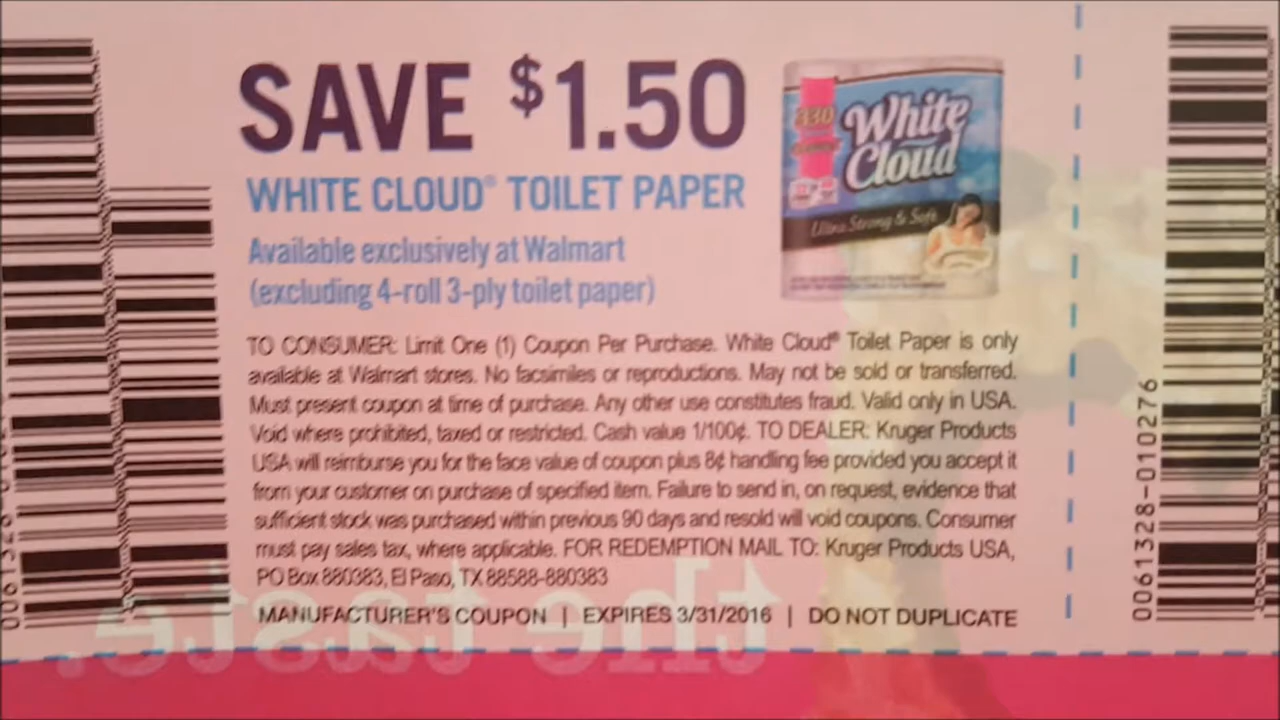 SAVE $1.50
WHITE CLOUD® TOILET PAPER
Available exclusively at Walmart
(excluding 4-roll 3-ply toilet paper)
330
White
Cloud
Ultra Strong & Soft
TO CONSUMER: Limit One (1) Coupon Per Purchase. White Cloud® Toilet Paper is only
available at Walmart stores. No facsimiles or reproductions. May not be sold or transferred.
Must present coupon at time of purchase. Any other use constitutes fraud. Valid only in USA.
Void where prohibited, taxed or restricted. Cash value 1/100¢. TO DEALER: Kruger Products
USA will reimburse you for the face value of coupon plus 8¢ handling fee provided you accept it
from your customer on purchase of specified item. Failure to send in, on request, evidence that
sufficient stock was purchased within previous 90 days and resold will void coupons. Consumer
must pay sales tax, where applicable. FOR REDEMPTION MAIL TO: Kruger Products USA,
PO Box 880383, El Paso, TX 88588-880383
MANUFACTURER'S COUPON | EXPIRES 3/31/2016 | DO NOT DUPLICATE
the taste.
0061328-010276